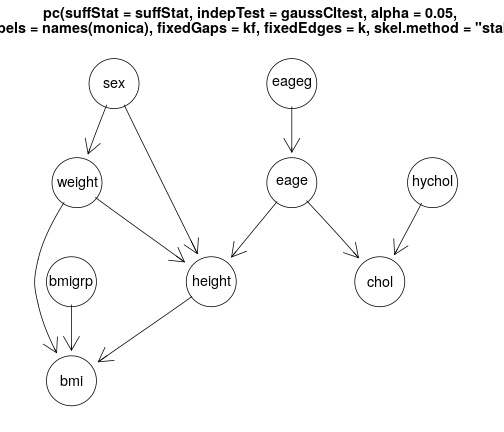 pc(suffStat = suffStat, indepTest = gaussCItest, alpha = 0.05,
bels = names(monica), fixedGaps = kf, fixedEdges = k, skel.method = "stal
sex
eageg
weight
eage
hychol
bmigrp
height
chol
bmi